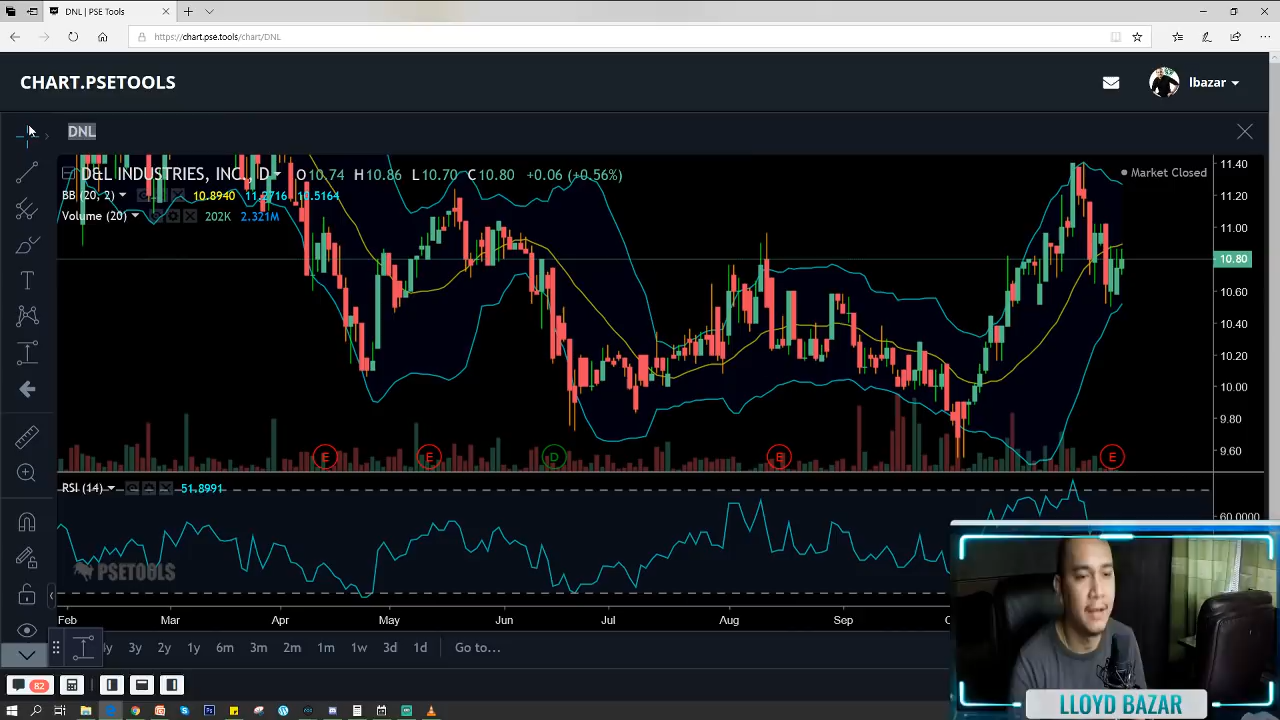 DNL | PSE Tools
https://chart.pse.tools/chart/DNL
CHART.PSETOOLS
lbazar
DNL
D&L INDUSTRIES, INC., D O 10.74 H 10.86 L 10.70 C 10.80 +0.06 (+0.56%)
Market Closed
BB (20, 2) 10.8940 11.2716 10.5164
Volume (20) 202K 2.321M
11.40
11.20
11.00
10.80
10.60
10.40
10.20
10.00
9.80
9.60
E E D E E
RSI (14) 51.8991
60.0000
PSETOOLS
Feb Mar Apr May Jun Jul Aug Sep
3y 2y 1y 6m 3m 2m 1m 1w 3d 1d Go to...
82
LLOYD BAZAR